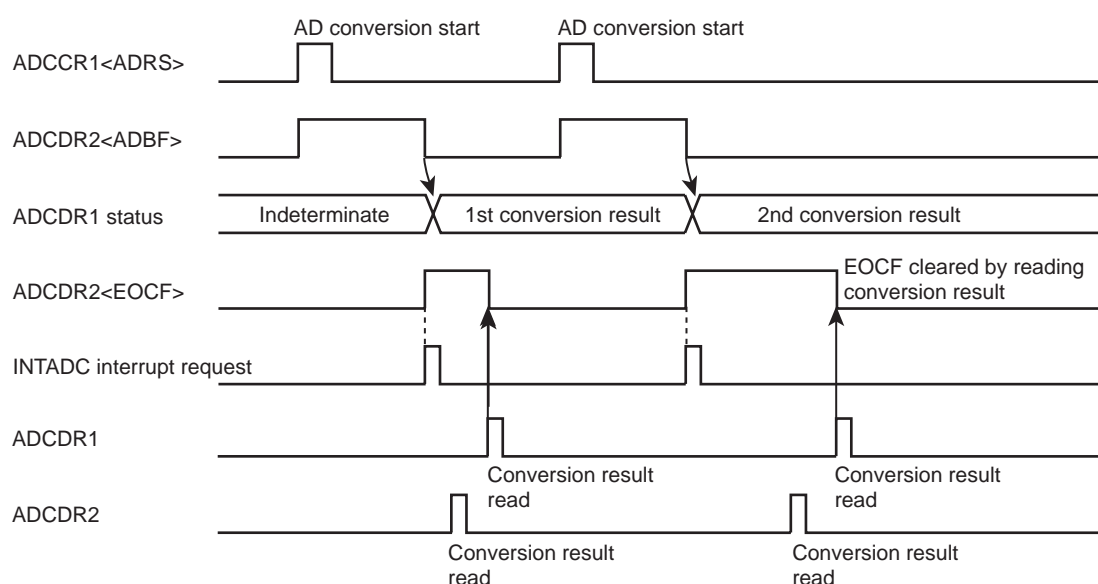 AD conversion start
AD conversion start
ADCCR1<ADRS>
ADCDR2<ADBF>
ADCDR1 status
Indeterminate
1st conversion result
2nd conversion result
ADCDR2<EOCF>
EOCF cleared by reading
conversion result
INTADC interrupt request
ADCDR1
Conversion result
read
Conversion result
read
ADCDR2
Conversion result
read
Conversion result
read